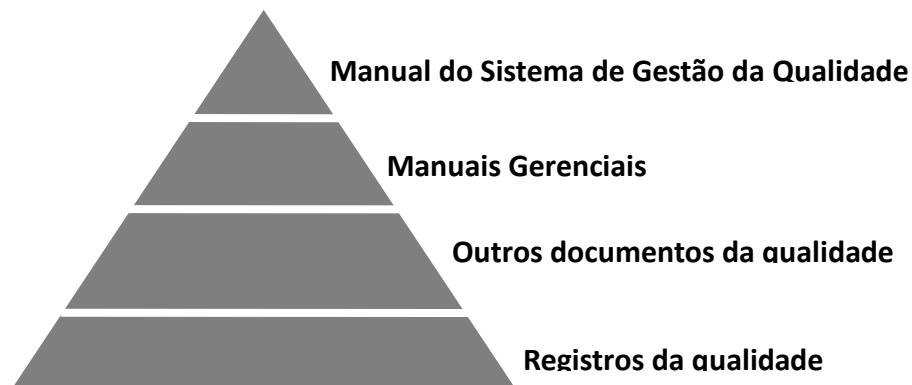 Manual do Sistema de Gestão da Qualidade
Manuais Gerenciais
Outros documentos da qualidade
Registros da qualidade